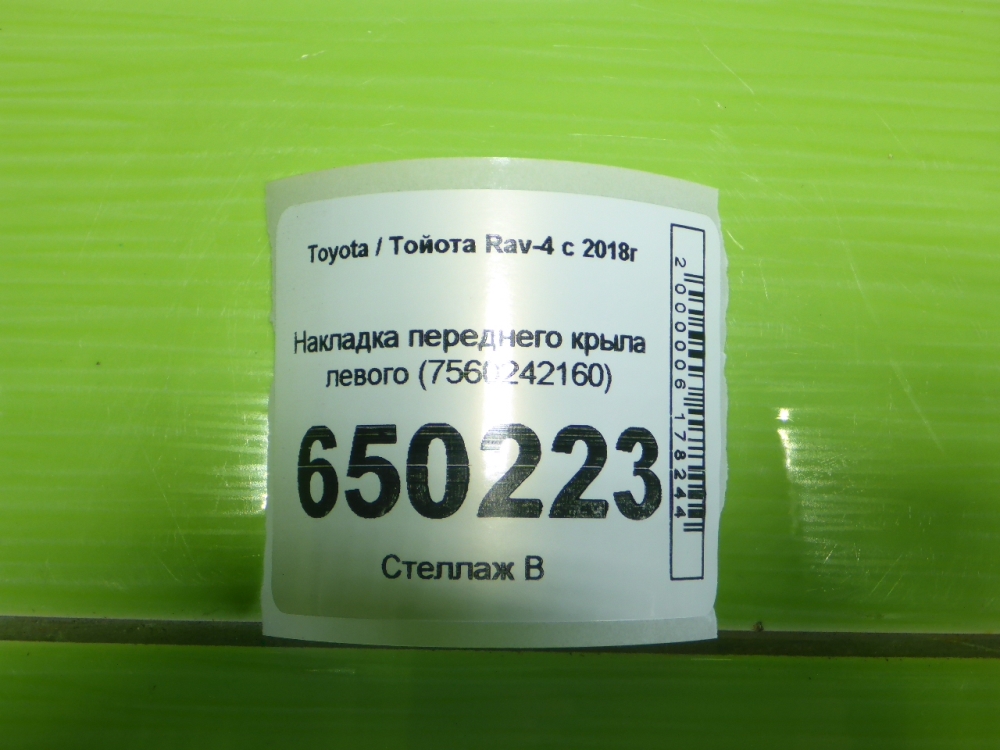 Toyota / Тойота Rav-4 с 2018г
Накладка переднего крыла
левого (7560242160)
650223
Стеллаж В
2000006178244